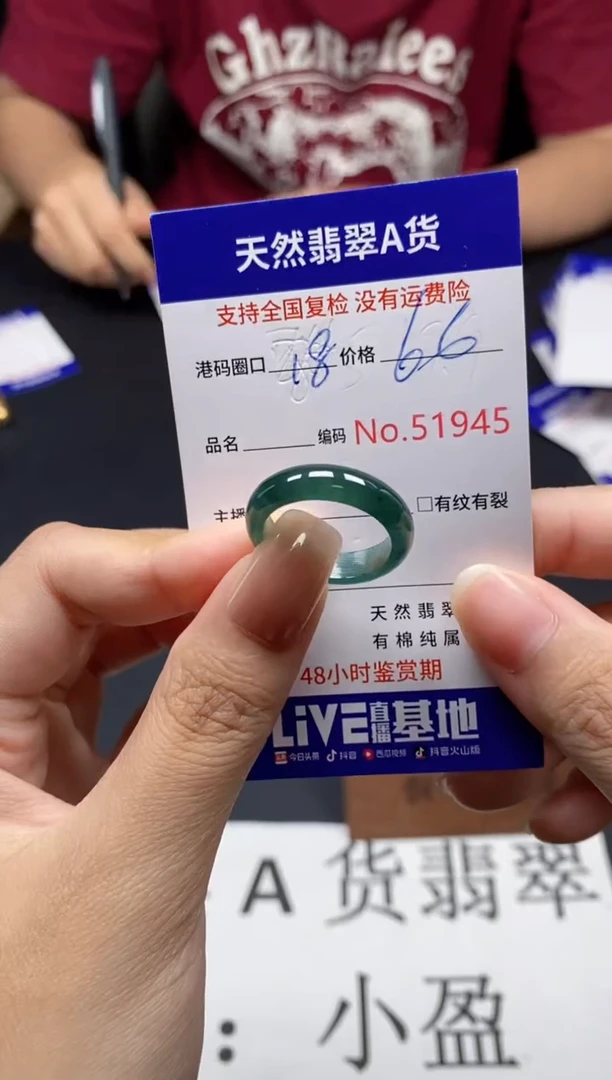 Ghzralees
天然翡翠A货
支持全国复检 没有运费险
港码圈口 18 价格 66
品名 编码 No.51945
主播 □有纹有裂
天然翡翠
有棉纯属
48小时鉴赏期
LiVE直播基地
今日头条 抖音 西瓜视频 抖音火山版
A货翡翠
：小盈